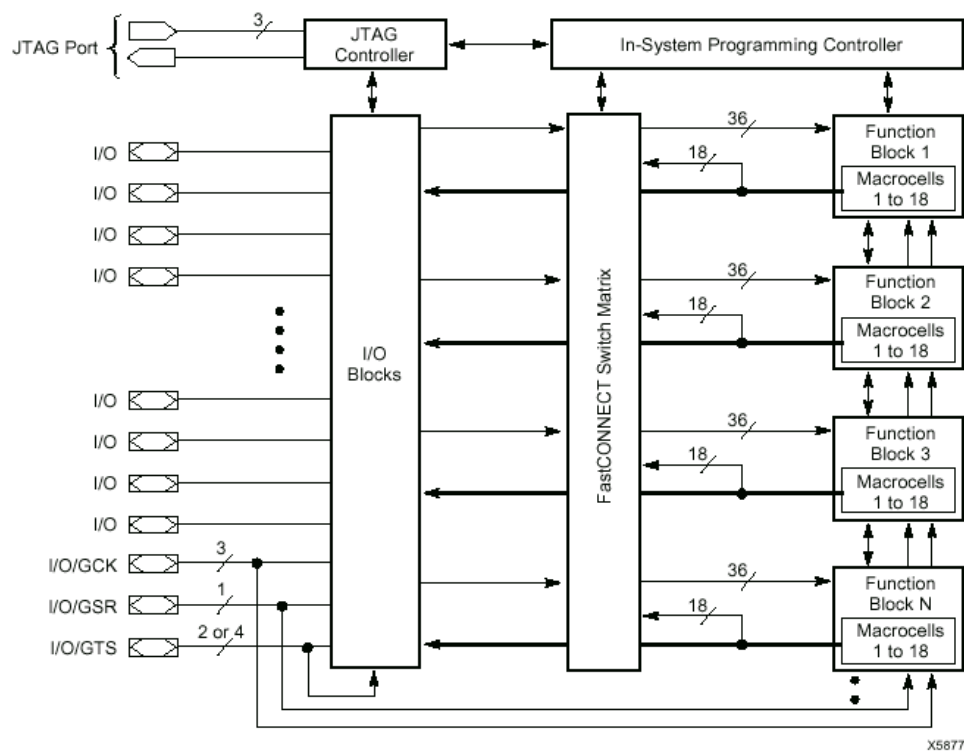 JTAG Port
3
JTAG
Controller
In-System Programming Controller
I/O
I/O
I/O
I/O
I/O
I/O
I/O
I/O
I/O/GCK
3
I/O/GSR
1
I/O/GTS
2 or 4
I/O
Blocks
FastCONNECT Switch Matrix
36
18
Function
Block 1
Macrocells
1 to 18
36
18
Function
Block 2
Macrocells
1 to 18
36
18
Function
Block 3
Macrocells
1 to 18
36
18
Function
Block N
Macrocells
1 to 18
X5877